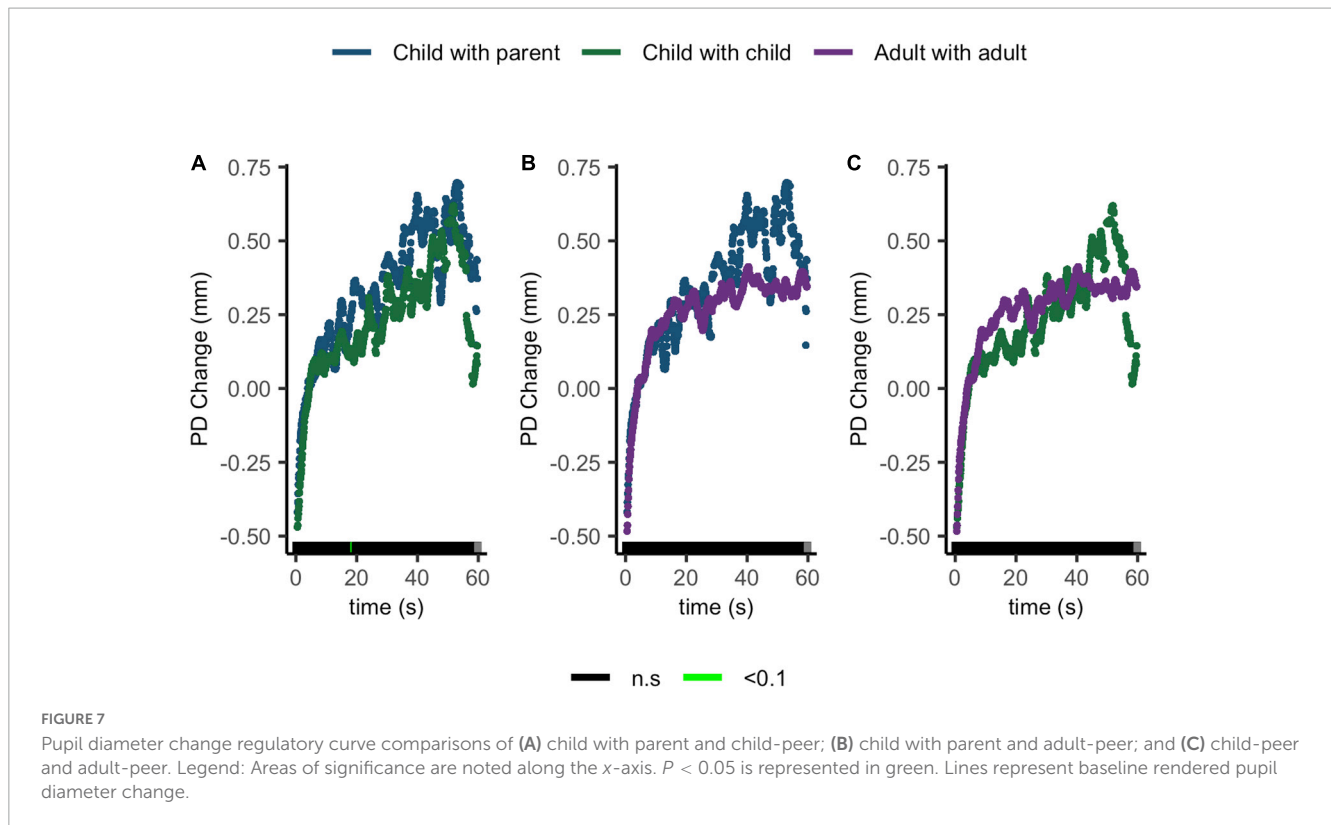 Child with parent Child with child Adult with adult
A B C
0.75 0.75 0.75
0.50 0.50 0.50
0.25 0.25 0.25
0.00 0.00 0.00
-0.25 -0.25 -0.25
-0.50 -0.50 -0.50
PD Change (mm) PD Change (mm) PD Change (mm)
0 20 40 60 0 20 40 60 0 20 40 60
time (s) time (s) time (s)
n.s <0.1
FIGURE 7
Pupil diameter change regulatory curve comparisons of (A) child with parent and child-peer; (B) child with parent and adult-peer; and (C) child-peer
and adult-peer. Legend: Areas of significance are noted along the x-axis. P < 0.05 is represented in green. Lines represent baseline rendered pupil
diameter change.